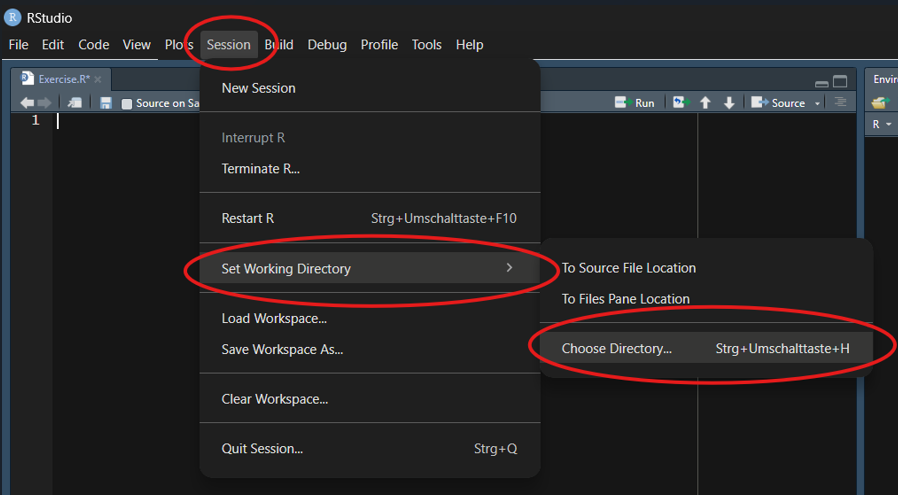 R RStudio
File Edit Code View Plots Session Build Debug Profile Tools Help
Exercise.R* × Envir
Source on Sa Run Source R
1
New Session
Interrupt R
Terminate R...
Restart R Strg+Umschalttaste+F10
Set Working Directory
To Source File Location
To Files Pane Location
Load Workspace...
Save Workspace As...
Choose Directory... Strg+Umschalttaste+H
Clear Workspace...
Quit Session... Strg+Q